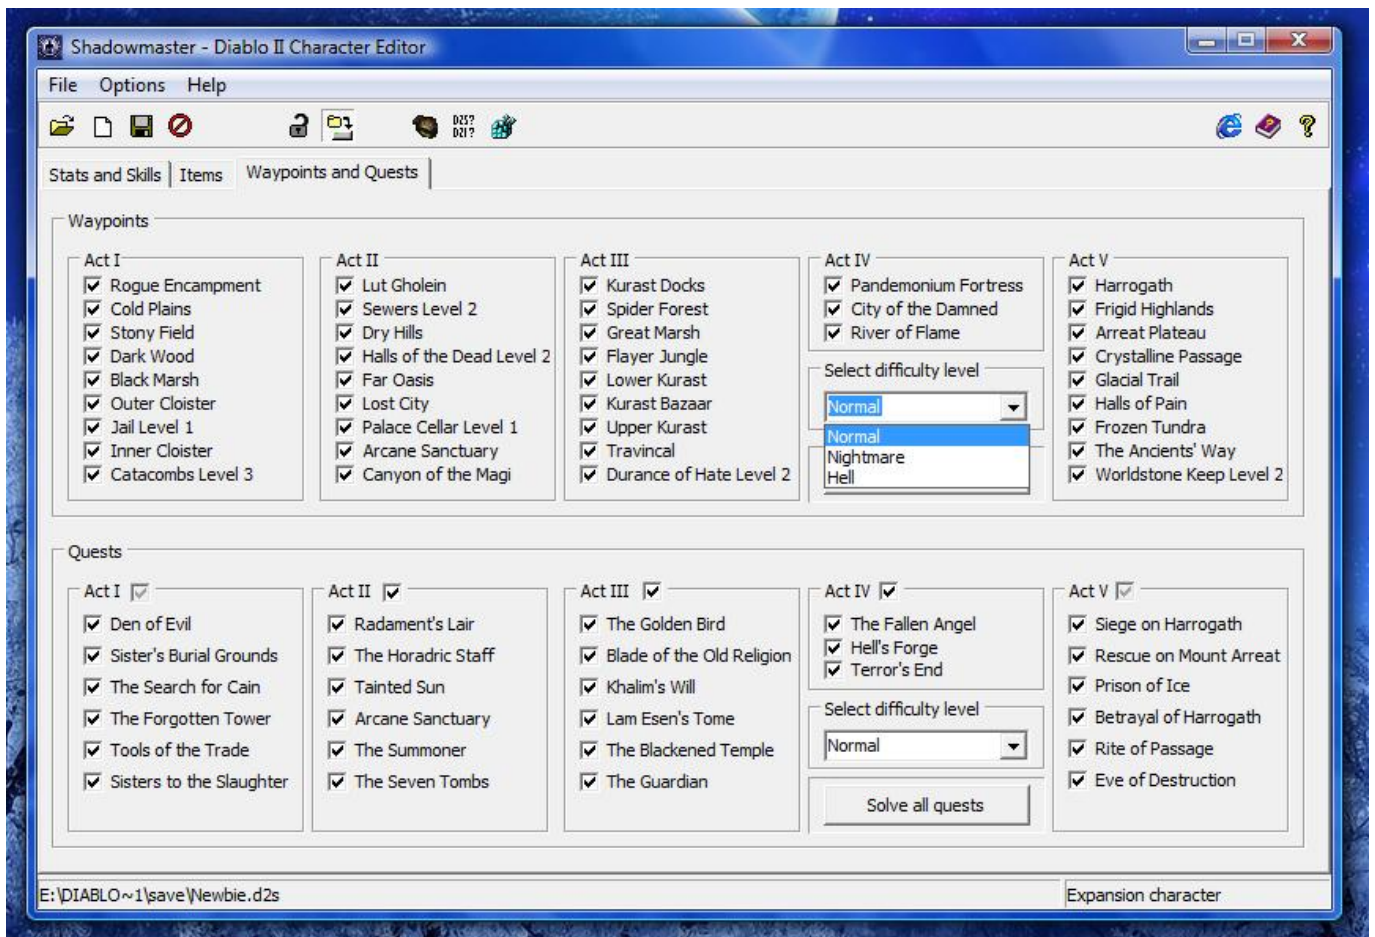 Shadowmaster - Diablo II Character Editor
File Options Help
D2S?
D2I?
Stats and Skills Items Waypoints and Quests
Waypoints
Act I
Rogue Encampment
Cold Plains
Stony Field
Dark Wood
Black Marsh
Outer Cloister
Jail Level 1
Inner Cloister
Catacombs Level 3
Act II
Lut Gholein
Sewers Level 2
Dry Hills
Halls of the Dead Level 2
Far Oasis
Lost City
Palace Cellar Level 1
Arcane Sanctuary
Canyon of the Magi
Act III
Kurast Docks
Spider Forest
Great Marsh
Flayer Jungle
Lower Kurast
Kurast Bazaar
Upper Kurast
Travincal
Durance of Hate Level 2
Act IV
Pandemonium Fortress
City of the Damned
River of Flame
Select difficulty level
Normal
Normal
Nightmare
Hell
Act V
Harrogath
Frigid Highlands
Arreat Plateau
Crystalline Passage
Glacial Trail
Halls of Pain
Frozen Tundra
The Ancients' Way
Worldstone Keep Level 2
Quests
Act I
Den of Evil
Sister's Burial Grounds
The Search for Cain
The Forgotten Tower
Tools of the Trade
Sisters to the Slaughter
Act II
Radament's Lair
The Horadric Staff
Tainted Sun
Arcane Sanctuary
The Summoner
The Seven Tombs
Act III
The Golden Bird
Blade of the Old Religion
Khalim's Will
Lam Esen's Tome
The Blackened Temple
The Guardian
Act IV
The Fallen Angel
Hell's Forge
Terror's End
Select difficulty level
Normal
Solve all quests
Act V
Siege on Harrogath
Rescue on Mount Arreat
Prison of Ice
Betrayal of Harrogath
Rite of Passage
Eve of Destruction
E:\DIABLO~1\save\Newbie.d2s
Expansion character